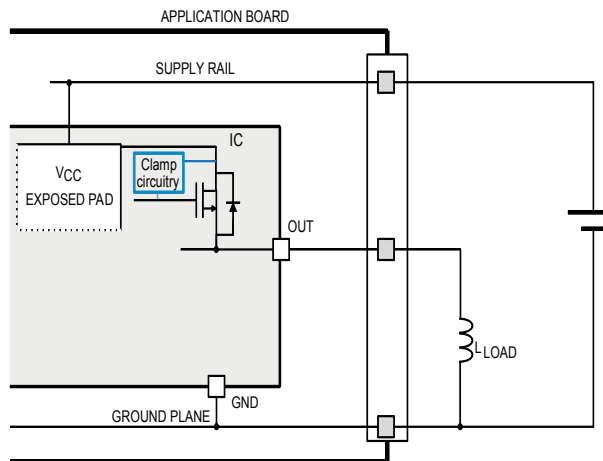 APPLICATION BOARD
SUPPLY RAIL
IC
VCC
EXPOSED PAD
Clamp
circuitry
OUT
LLOAD
GND
GROUND PLANE